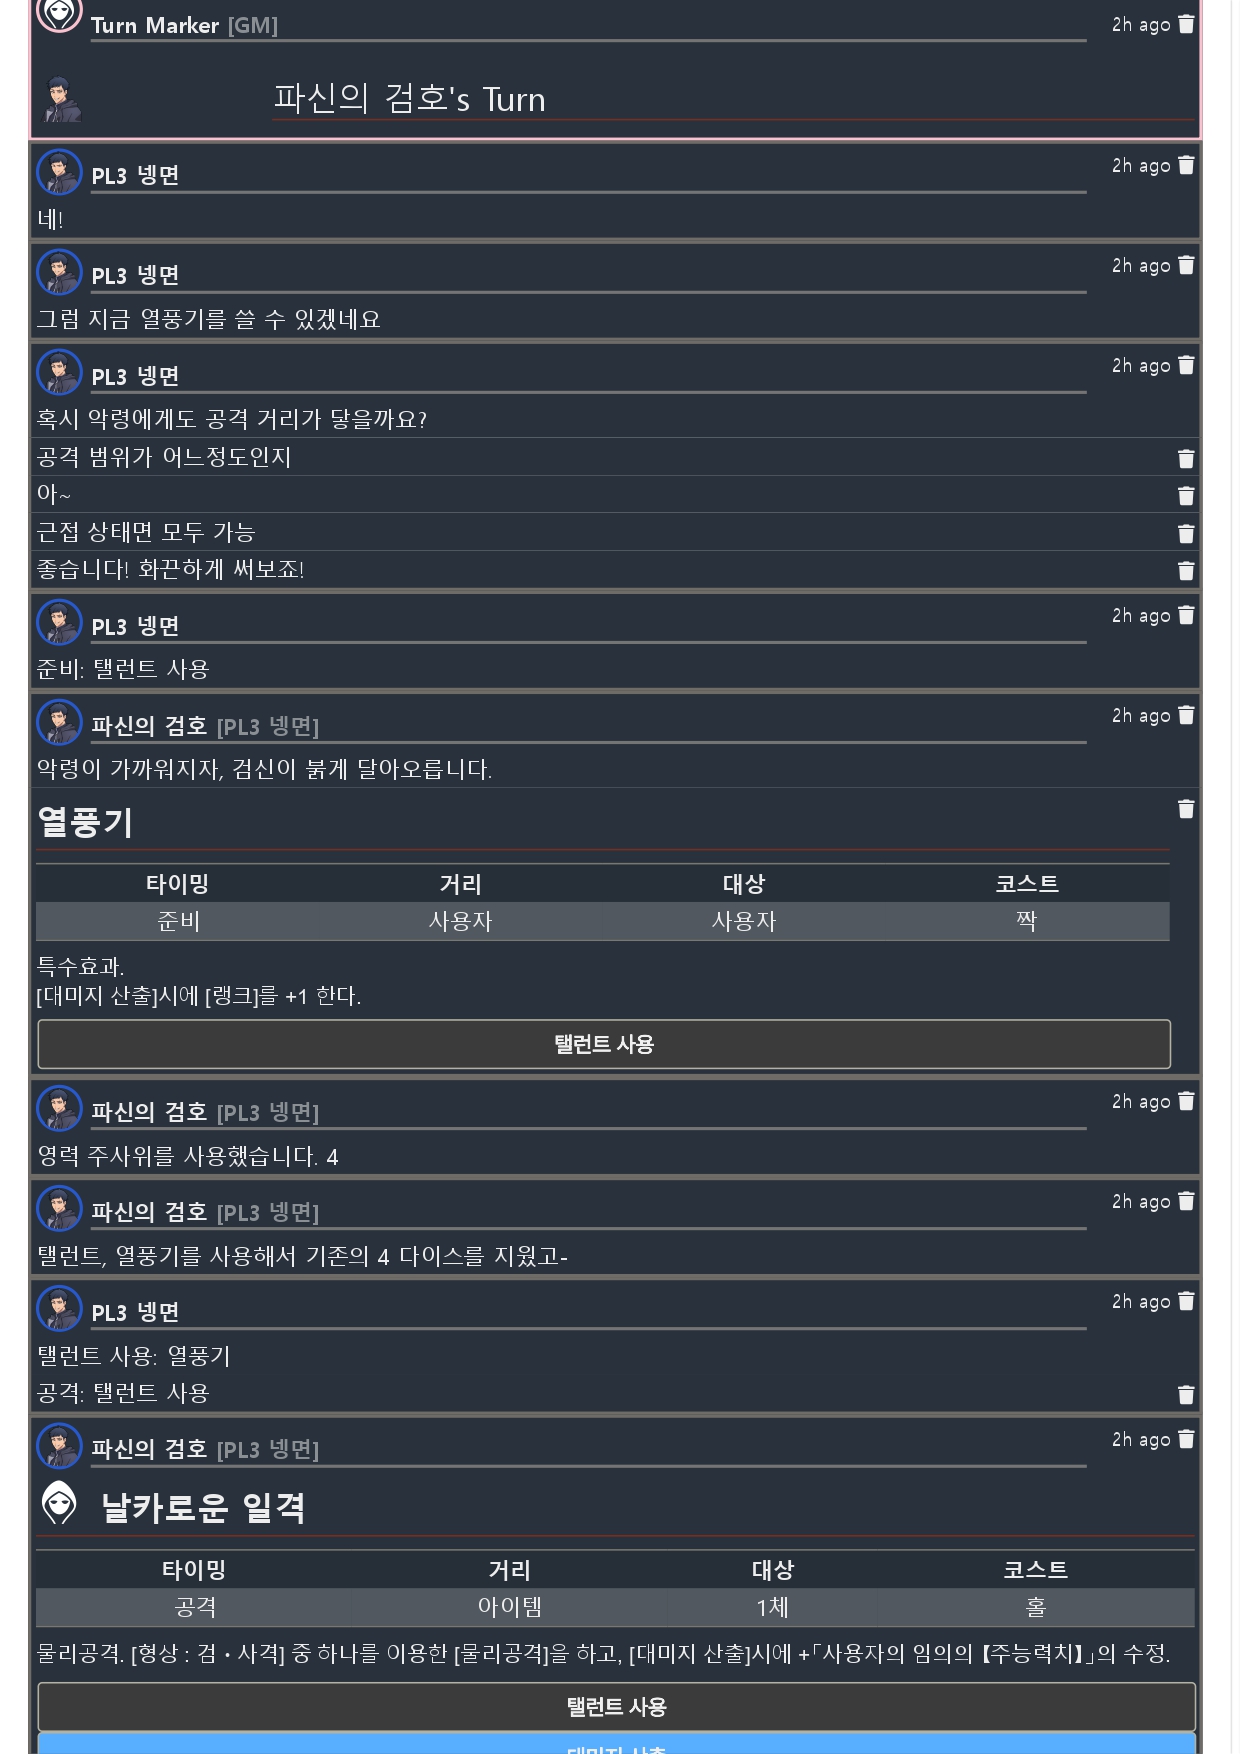 Turn Marker [GM]
2h ago
파신의 검호's Turn
PL3 넹면
2h ago
네!
PL3 넹면
2h ago
그럼 지금 열풍기를 쓸 수 있겠네요
PL3 넹면
2h ago
혹시 악령에게도 공격 거리가 닿을까요?
공격 범위가 어느정도인지
아~
근접 상태면 모두 가능
좋습니다! 화끈하게 써보죠!
PL3 넹면
2h ago
준비: 탤런트 사용
파신의 검호 [PL3 넹면]
2h ago
악령이 가까워지자, 검신이 붉게 달아오릅니다.
열풍기
타이밍 거리 대상 코스트
준비 사용자 사용자 짝
특수효과.
[대미지 산출]시에 [랭크]를 +1 한다.
탤런트 사용
파신의 검호 [PL3 넹면]
2h ago
영력 주사위를 사용했습니다. 4
파신의 검호 [PL3 넹면]
2h ago
탤런트, 열풍기를 사용해서 기존의 4 다이스를 지웠고-
PL3 넹면
2h ago
탤런트 사용: 열풍기
공격: 탤런트 사용
파신의 검호 [PL3 넹면]
2h ago
날카로운 일격
타이밍 거리 대상 코스트
공격 아이템 1체 홀
물리공격. [형상 : 검・사격] 중 하나를 이용한 [물리공격]을 하고, [대미지 산출]시에 +「사용자의 임의의 【주능력치】」의 수정.
탤런트 사용
대미지 산출